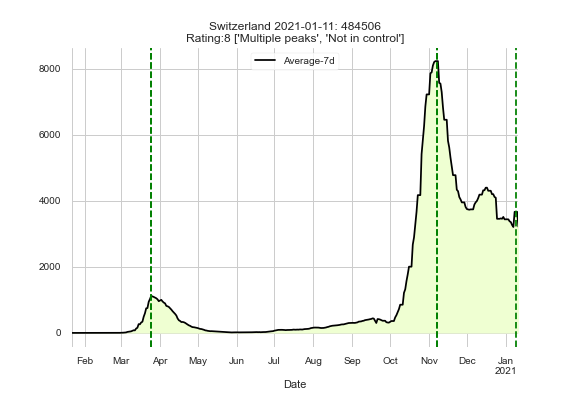 Switzerland 2021-01-11: 484506
Rating:8 ['Multiple peaks', 'Not in control']
Average-7d
8000
6000
4000
2000
0
Feb Mar Apr May Jun Jul Aug Sep Oct Nov Dec Jan
2021
Date